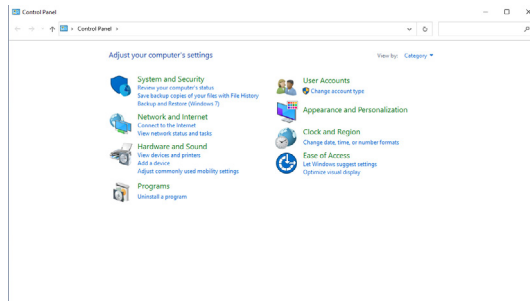 Control Panel
Control Panel
Adjust your computer's settings
View by: Category
System and Security
Review your computer's status
Save backup copies of your files with File History
Backup and Restore (Windows 7)
Network and Internet
Connect to the Internet
View network status and tasks
Hardware and Sound
View devices and printers
Add a device
Adjust commonly used mobility settings
Programs
Uninstall a program
User Accounts
Change account type
Appearance and Personalization
Clock and Region
Change date, time, or number formats
Ease of Access
Let Windows suggest settings
Optimize visual display